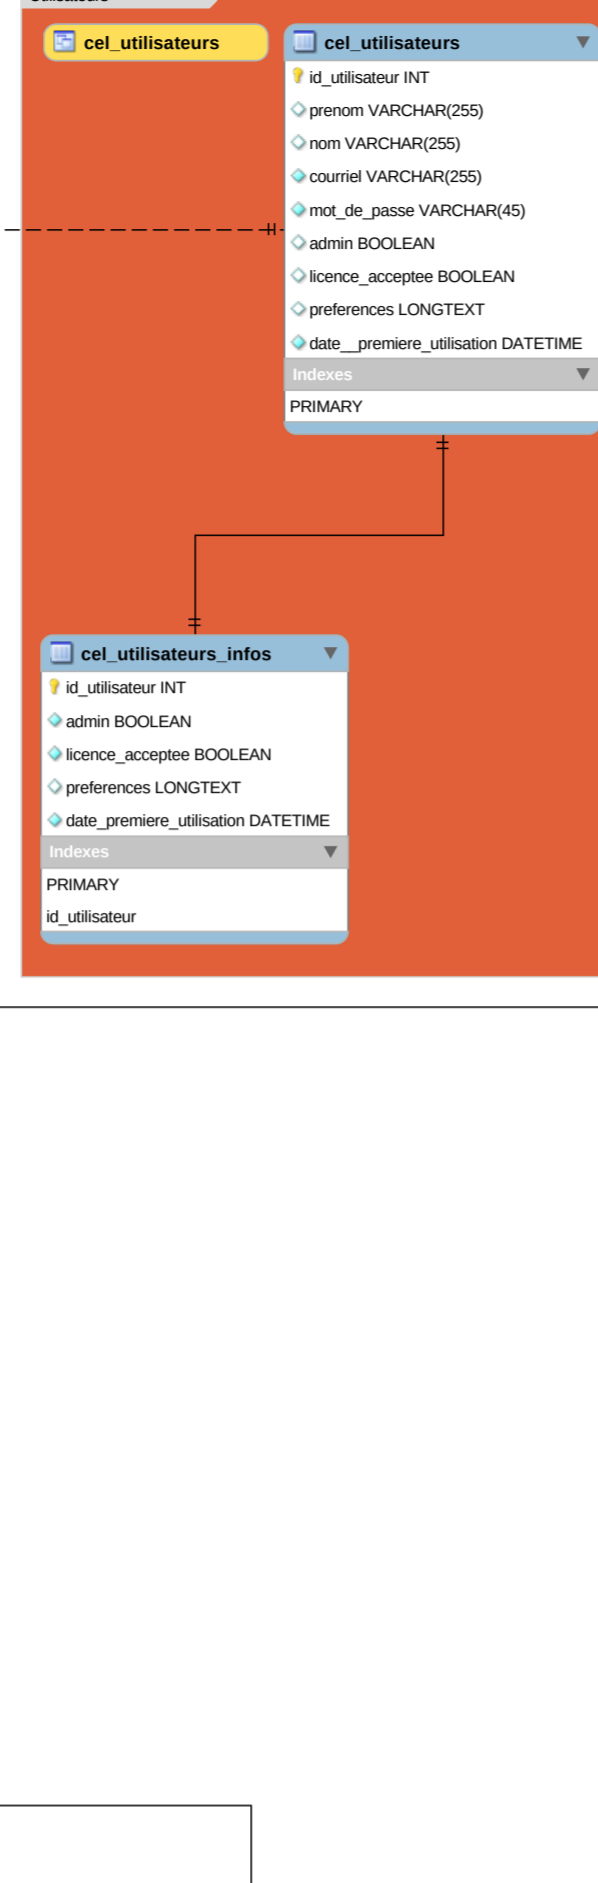 cel_utilisateurs
cel_utilisateurs
id_utilisateur INT
prenom VARCHAR(255)
nom VARCHAR(255)
courriel VARCHAR(255)
mot_de_passe VARCHAR(45)
admin BOOLEAN
licence_acceptee BOOLEAN
preferences LONGTEXT
date__premiere_utilisation DATETIME
Indexes
PRIMARY
cel_utilisateurs_infos
id_utilisateur INT
admin BOOLEAN
licence_acceptee BOOLEAN
preferences LONGTEXT
date_premiere_utilisation DATETIME
Indexes
PRIMARY
id_utilisateur